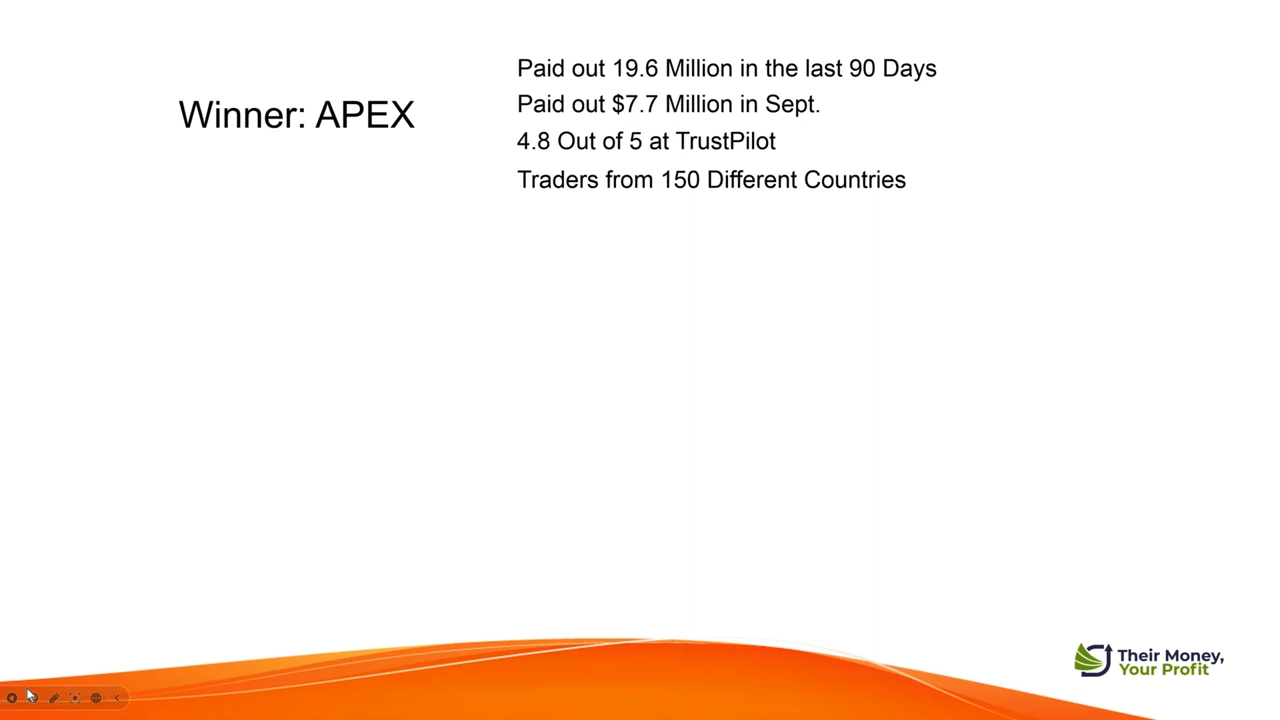 Winner: APEX
Paid out 19.6 Million in the last 90 Days
Paid out $7.7 Million in Sept.
4.8 Out of 5 at TrustPilot
Traders from 150 Different Countries
Their Money,
Your Profit